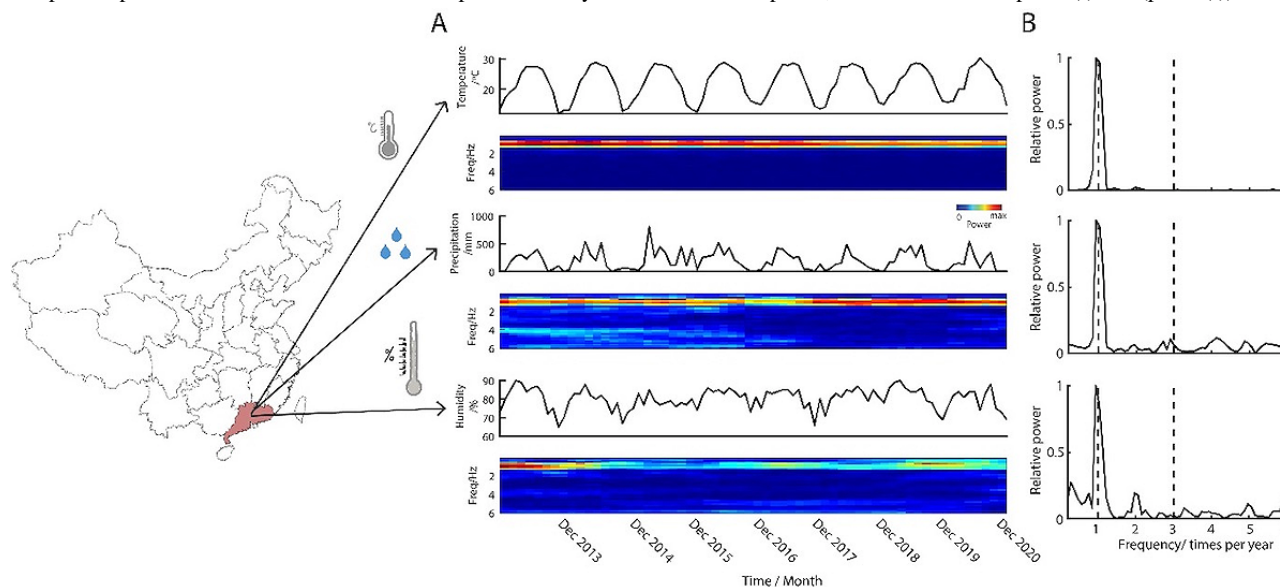 A
B
Temperature
/°C
30
20
°C
Freq/Hz
2
4
6
Precipitation
/mm
1000
500
0
0 max
Power
Freq/Hz
2
4
6
%
Humidity
/%
90
80
70
60
Freq/Hz
2
4
6
Dec 2013
Dec 2014
Dec 2015
Dec 2016
Dec 2017
Dec 2018
Dec 2019
Dec 2020
Time / Month
Relative power
1
0.5
0
Relative power
1
0.5
0
Relative power
1
0.5
0
1 2 3 4 5
Frequency/ times per year